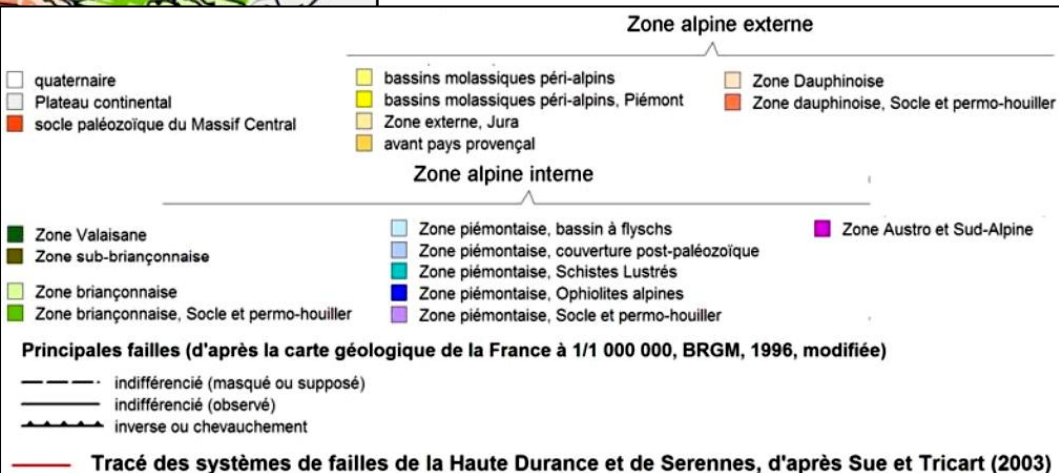 Zone alpine externe
quaternaire
Plateau continental
socle paléozoïque du Massif Central
bassins molassiques péri-alpins
bassins molassiques péri-alpins, Piémont
Zone externe, Jura
avant pays provençal
Zone Dauphinoise
Zone dauphinoise, Socle et permo-houiller
Zone alpine interne
Zone Valaisane
Zone sub-briançonnaise
Zone briançonnaise
Zone briançonnaise, Socle et permo-houiller
Zone piémontaise, bassin à flyschs
Zone piémontaise, couverture post-paléozoïque
Zone piémontaise, Schistes Lustrés
Zone piémontaise, Ophiolites alpines
Zone piémontaise, Socle et permo-houiller
Zone Austro et Sud-Alpine
Principales failles (d'après la carte géologique de la France à 1/1 000 000, BRGM, 1996, modifiée)
indifférencié (masqué ou supposé)
indifférencié (observé)
inverse ou chevauchement
Tracé des systèmes de failles de la Haute Durance et de Serennes, d'après Sue et Tricart (2003)